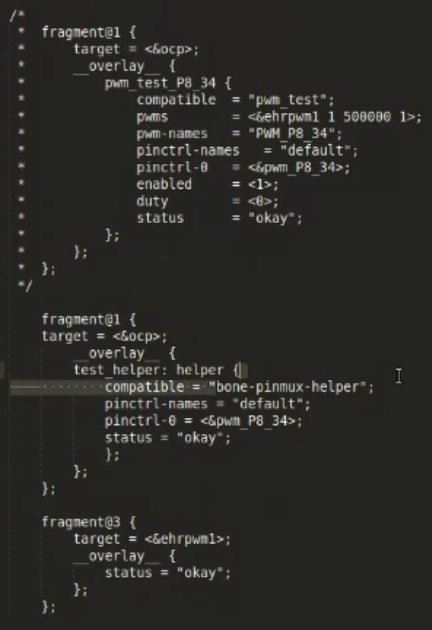 /*
 *  fragment@1 {
 *      target = <&ocp>;
 *      __overlay__ {
 *          pwm_test_P8_34 {
 *              compatible  = "pwm_test";
 *              pwms        = <&ehrpwm1 1 500000 1>;
 *              pwm-names   = "PWM_P8_34";
 *              pinctrl-names   = "default";
 *              pinctrl-0   = <&pwm_P8_34>;
 *              enabled     = <1>;
 *              duty        = <0>;
 *              status      = "okay";
 *          };
 *      };
 *  };
 */
    fragment@1 {
    target = <&ocp>;
        __overlay__ {
        test_helper: helper {
            compatible = "bone-pinmux-helper";
            pinctrl-names = "default";
            pinctrl-0 = <&pwm_P8_34>;
            status = "okay";
            };
        };
    };
    fragment@3 {
        target = <&ehrpwm1>;
        __overlay__ {
            status = "okay";
        };
    };